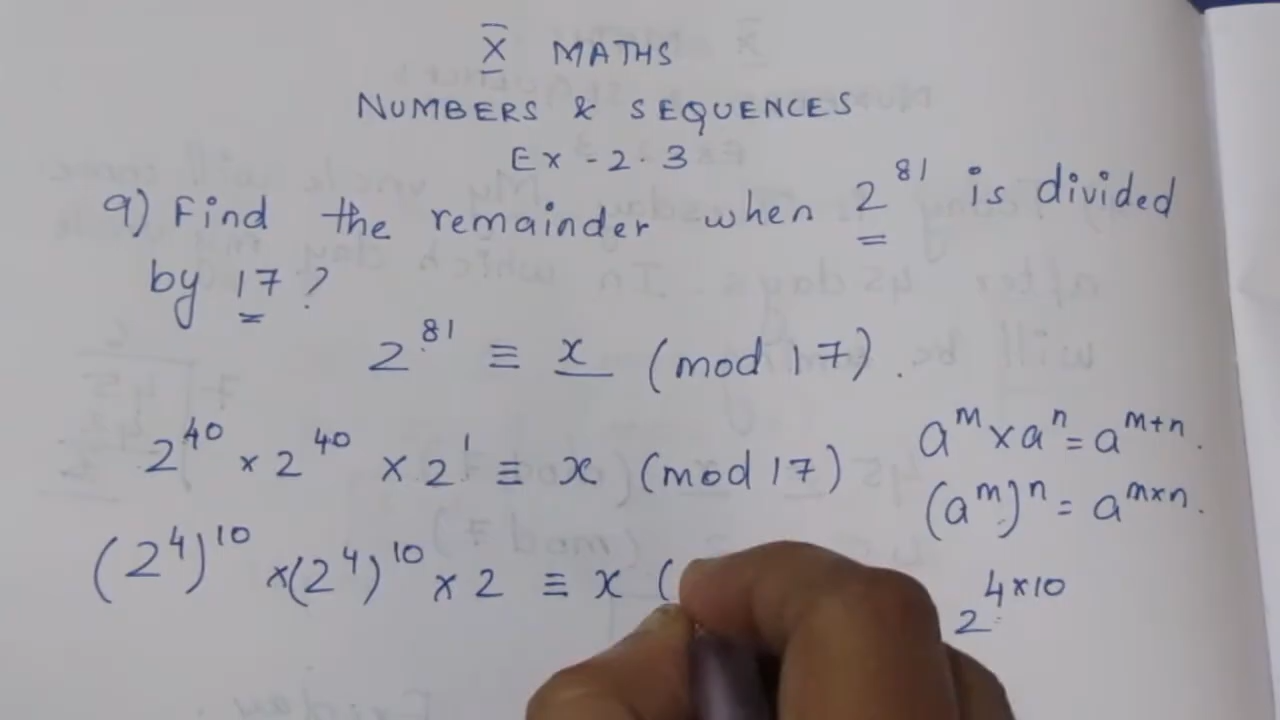 X MATHS
NUMBERS & SEQUENCES
Ex - 2.3
9) Find the remainder when 2^81 is divided
by 17?
2^81 ≡ x (mod 17).
2^40 × 2^40 × 2^1 ≡ x (mod 17)
a^m × a^n = a^m+n.
(a^m)^n = a^m×n.
(2^4)^10 × (2^4)^10 × 2 ≡ x (
2^4×10